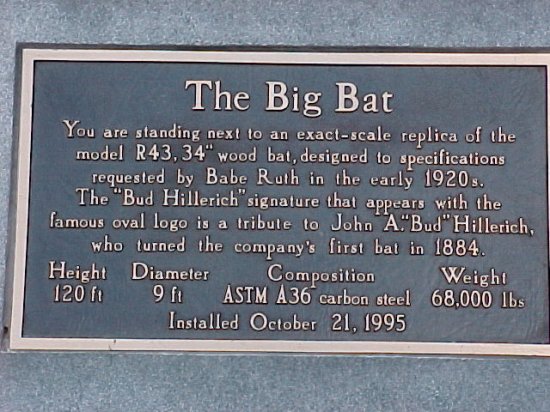 The Big Bat
You are standing next to an exact-scale replica of the
model R43, 34" wood bat, designed to specifications
requested by Babe Ruth in the early 1920s.
The "Bud Hillerich" signature that appears with the
famous oval logo is a tribute to John A. "Bud" Hillerich,
who turned the company's first bat in 1884.
Height Diameter Composition Weight
120 ft 9 ft ASTM A36 carbon steel 68,000 lbs
Installed October 21, 1995